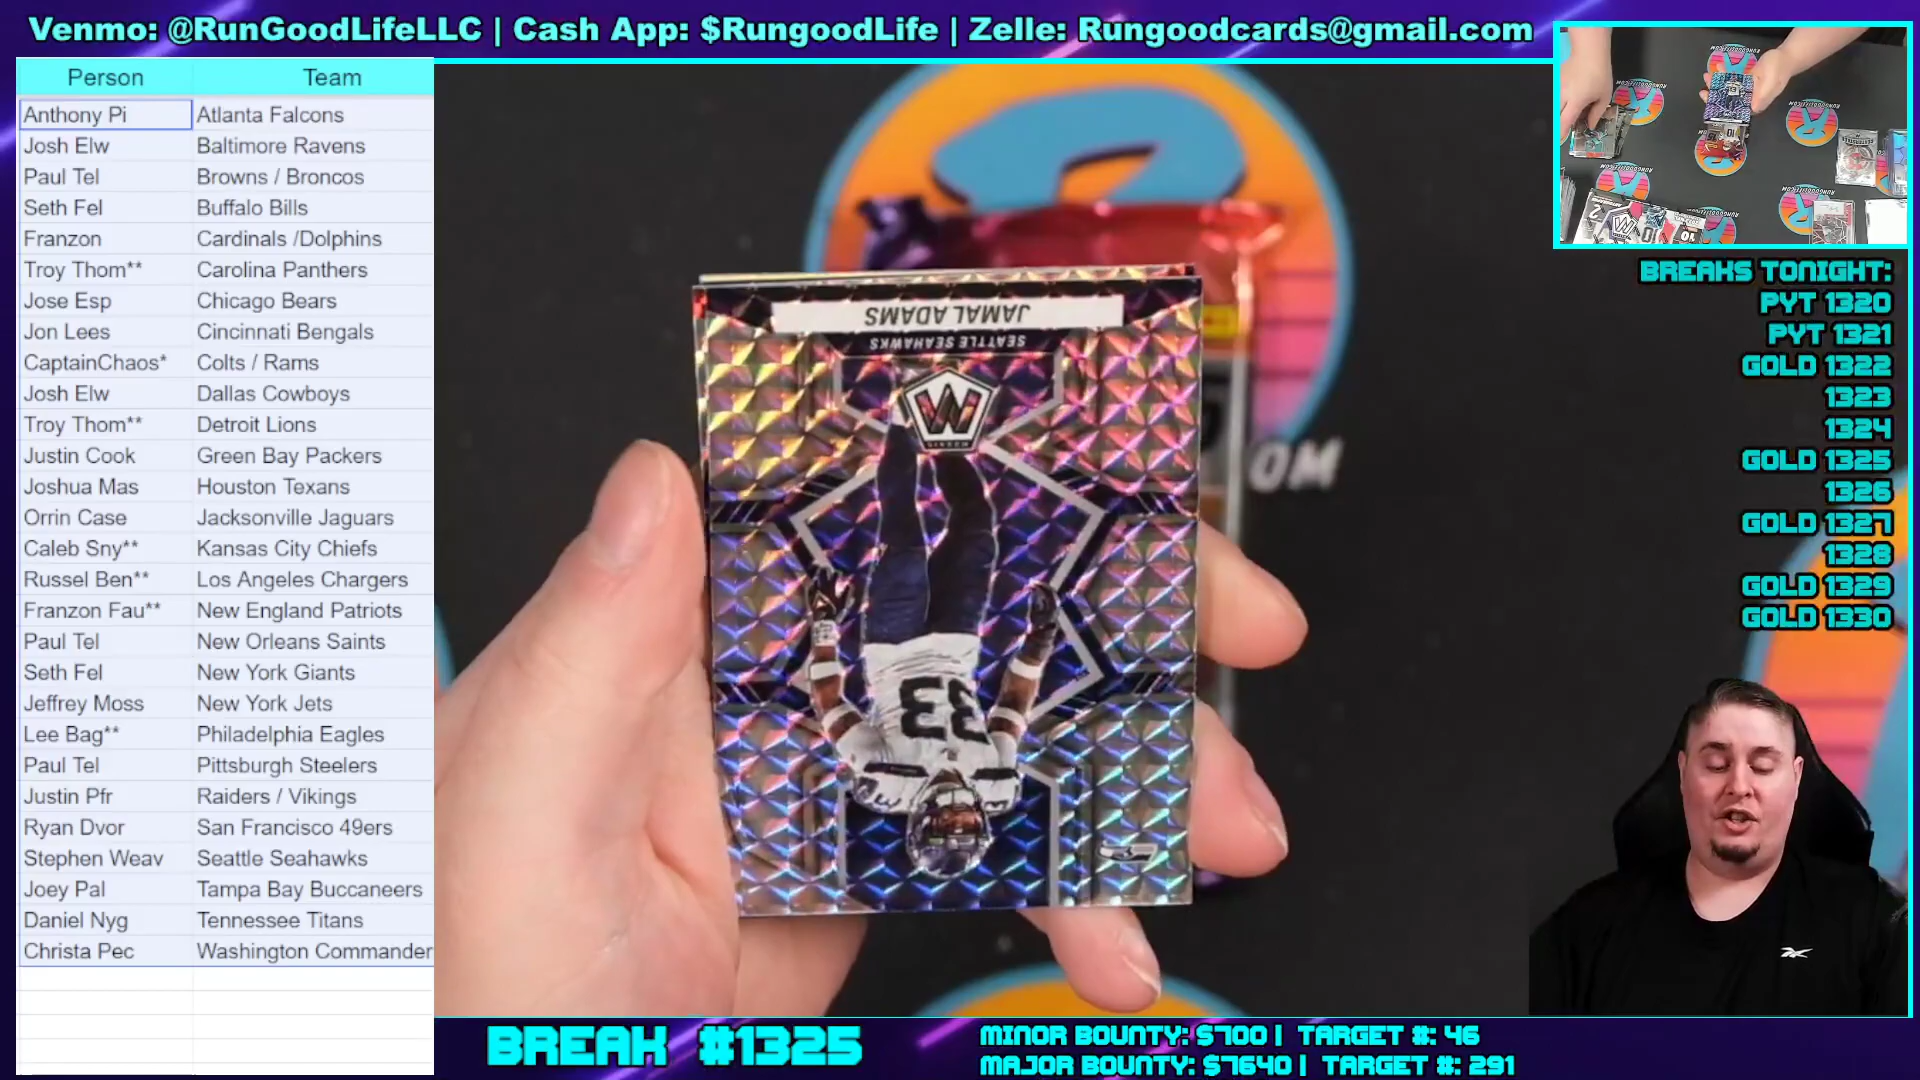 Venmo: @RunGoodLifeLLC | Cash App: $RungoodLife | Zelle: Rungoodcards@gmail.com
Person Team
Anthony Pi Atlanta Falcons
Josh Elw Baltimore Ravens
Paul Tel Browns / Broncos
Seth Fel Buffalo Bills
Franzon Cardinals /Dolphins
Troy Thom** Carolina Panthers
Jose Esp Chicago Bears
Jon Lees Cincinnati Bengals
CaptainChaos* Colts / Rams
Josh Elw Dallas Cowboys
Troy Thom** Detroit Lions
Justin Cook Green Bay Packers
Joshua Mas Houston Texans
Orrin Case Jacksonville Jaguars
Caleb Sny** Kansas City Chiefs
Russel Ben** Los Angeles Chargers
Franzon Fau** New England Patriots
Paul Tel New Orleans Saints
Seth Fel New York Giants
Jeffrey Moss New York Jets
Lee Bag** Philadelphia Eagles
Paul Tel Pittsburgh Steelers
Justin Pfr Raiders / Vikings
Ryan Dvor San Francisco 49ers
Stephen Weav Seattle Seahawks
Joey Pal Tampa Bay Buccaneers
Daniel Nyg Tennessee Titans
Christa Pec Washington Commander
JAMAL ADAMS
SEATTLE SEAHAWKS
MOSAIC
33
OM
BREAKS TONIGHT:
PYT 1320
PYT 1321
GOLD 1322
1323
1324
GOLD 1325
1326
GOLD 1327
1328
GOLD 1329
GOLD 1330
BREAK #1325
MINOR BOUNTY: $700 | TARGET #: 46
MAJOR BOUNTY: $7640 | TARGET #: 291